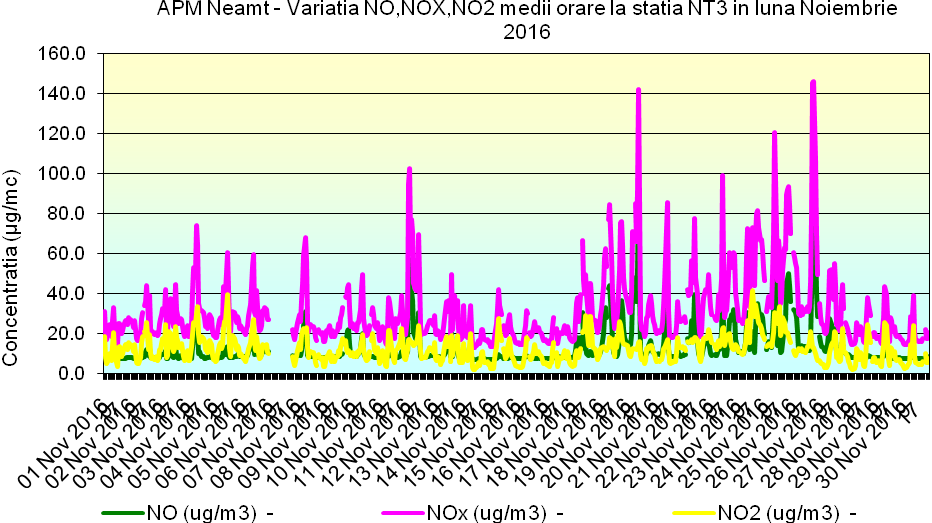 APM Neamt - Variatia NO,NOX,NO2 medii orare la statia NT3 in luna Noiembrie
2016
Concentratia (µg/mc)
160.0
140.0
120.0
100.0
80.0
60.0
40.0
20.0
0.0
01 Nov 2016
02 Nov 2016
03 Nov 2016
04 Nov 2016
05 Nov 2016
06 Nov 2016
07 Nov 2016
08 Nov 2016
09 Nov 2016
10 Nov 2016
11 Nov 2016
12 Nov 2016
13 Nov 2016
14 Nov 2016
15 Nov 2016
16 Nov 2016
17 Nov 2016
18 Nov 2016
19 Nov 2016
20 Nov 2016
21 Nov 2016
22 Nov 2016
23 Nov 2016
24 Nov 2016
25 Nov 2016
26 Nov 2016
27 Nov 2016
28 Nov 2016
29 Nov 2016
30 Nov 2016
NO (ug/m3) -
NOx (ug/m3) -
NO2 (ug/m3) -